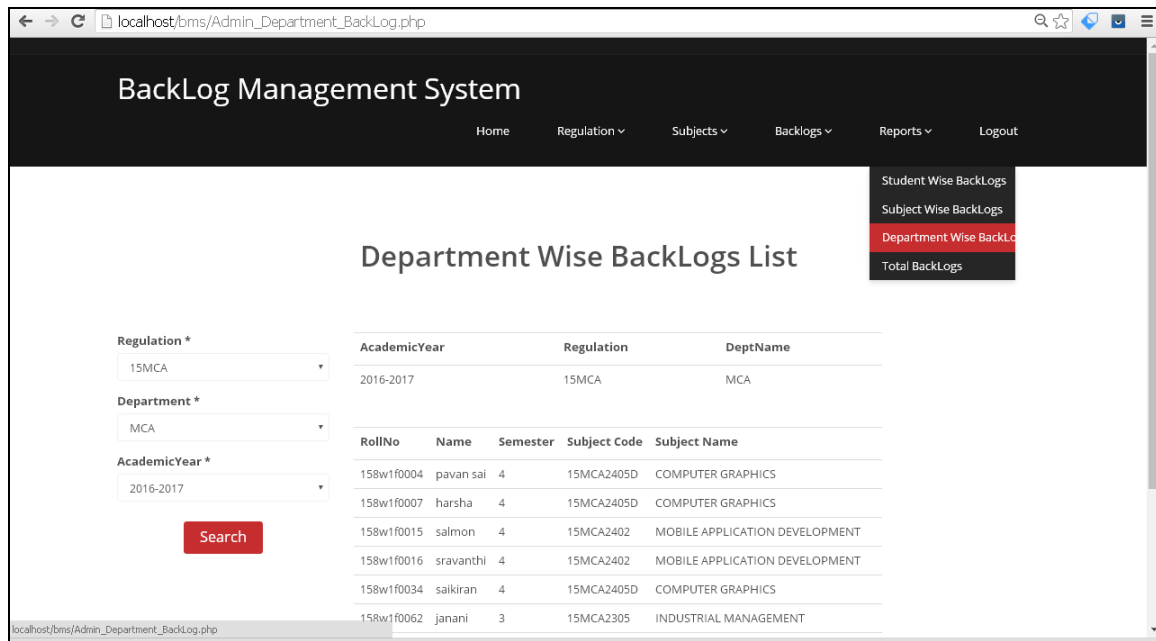 localhost/bms/Admin_Department_BackLog.php
BackLog Management System
Home Regulation Subjects Backlogs Reports Logout
Student Wise BackLogs
Subject Wise BackLogs
Department Wise BackLo
Total BackLogs
Department Wise BackLogs List
Regulation *
15MCA
Department *
MCA
AcademicYear *
2016-2017
Search
AcademicYear Regulation DeptName
2016-2017 15MCA MCA
RollNo Name Semester Subject Code Subject Name
158w1f0004 pavan sai 4 15MCA2405D COMPUTER GRAPHICS
158w1f0007 harsha 4 15MCA2405D COMPUTER GRAPHICS
158w1f0015 salmon 4 15MCA2402 MOBILE APPLICATION DEVELOPMENT
158w1f0016 sravanthi 4 15MCA2402 MOBILE APPLICATION DEVELOPMENT
158w1f0034 saikiran 4 15MCA2405D COMPUTER GRAPHICS
158w1f0062 janani 3 15MCA2305 INDUSTRIAL MANAGEMENT
localhost/bms/Admin_Department_BackLog.php